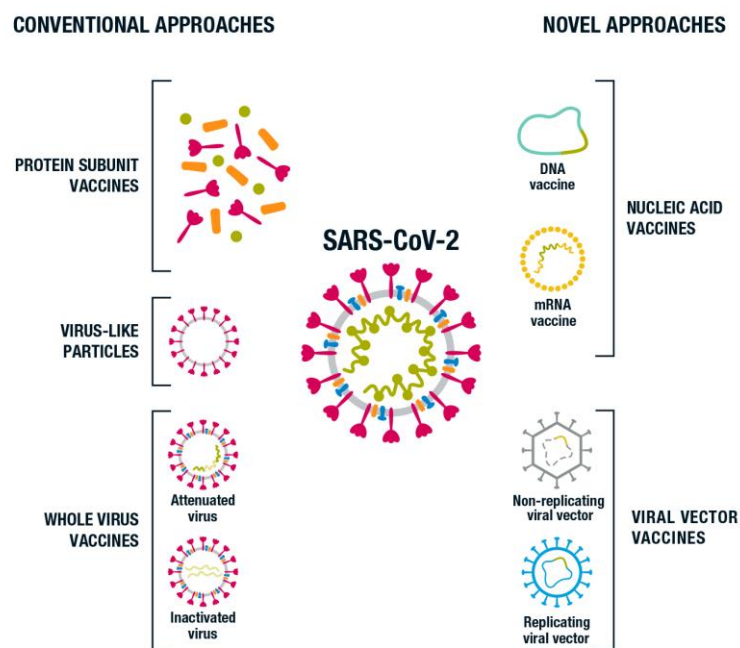 CONVENTIONAL APPROACHES
NOVEL APPROACHES
PROTEIN SUBUNIT
VACCINES
VIRUS-LIKE
PARTICLES
WHOLE VIRUS
VACCINES
Attenuated
virus
Inactivated
virus
SARS-CoV-2
DNA
vaccine
mRNA
vaccine
NUCLEIC ACID
VACCINES
Non-replicating
viral vector
Replicating
viral vector
VIRAL VECTOR
VACCINES